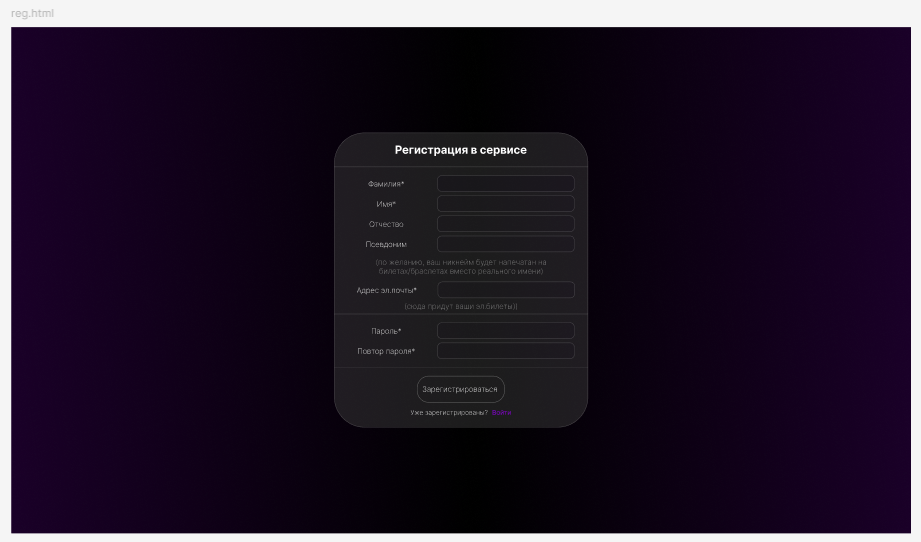 reg.html
Регистрация в сервисе
Фамилия*
Имя*
Отчество
Псевдоним
(по желанию, ваш никнейм будет напечатан на
билетах/браслетах вместо реального имени)
Адрес эл.почты*
(сюда придут ваши эл.билеты))
Пароль*
Повтор пароля*
Зарегистрироваться
Уже зарегистрированы? Войти